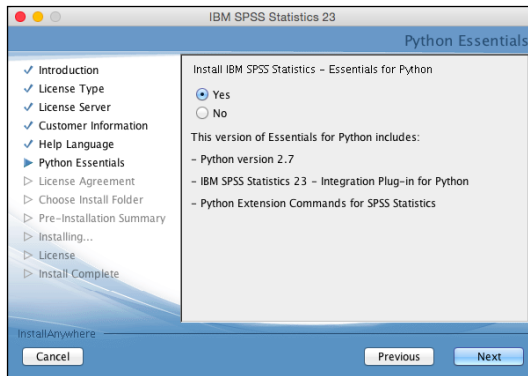 IBM SPSS Statistics 23
Python Essentials
Introduction
License Type
License Server
Customer Information
Help Language
Python Essentials
License Agreement
Choose Install Folder
Pre-Installation Summary
Installing...
License
Install Complete
Install IBM SPSS Statistics - Essentials for Python
Yes
No
This version of Essentials for Python includes:
- Python version 2.7
- IBM SPSS Statistics 23 - Integration Plug-in for Python
- Python Extension Commands for SPSS Statistics
InstallAnywhere
Cancel
Previous
Next